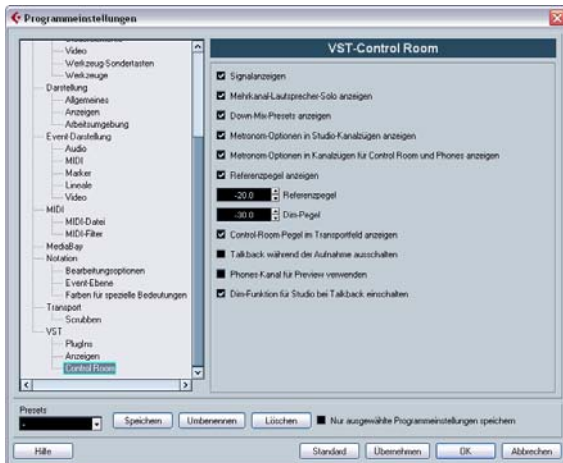 Programmeinstellungen
Video
Werkzeug-Sondertasten
Werkzeuge
Darstellung
Allgemeines
Anzeigen
Arbeitsumgebung
Event-Darstellung
Audio
MIDI
Marker
Lineale
Video
MIDI
MIDI-Datei
MIDI-Filter
MediaBay
Notation
Bearbeitungsoptionen
Event-Ebene
Farben für spezielle Bedeutungen
Transport
Scrubben
VST
PlugIns
Anzeigen
Control Room
VST-Control Room
Signalanzeigen
Mehrkanal-Lautsprecher-Solo anzeigen
Down-Mix-Presets anzeigen
Metronom-Optionen in Studio-Kanalzügen anzeigen
Metronom-Optionen in Kanalzügen für Control Room und Phones anzeigen
Referenzpegel anzeigen
-20.0 Referenzpegel
-30.0 Dim-Pegel
Control-Room-Pegel im Transportfeld anzeigen
Talkback während der Aufnahme ausschalten
Phones-Kanal für Preview verwenden
Dim-Funktion für Studio bei Talkback einschalten
Presets
- Speichern Umbenennen Löschen Nur ausgewählte Programmeinstellungen speichern
Hilfe Standard Übernehmen OK Abbrechen